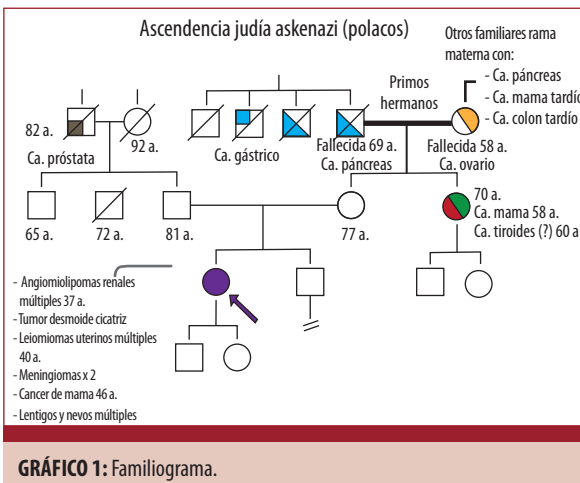 Ascendencia judía askenazi (polacos)
Otros familiares rama
materna con:
- Ca. páncreas
- Ca. mama tardío
- Ca. colon tardío
Primos
hermanos
82 a.
92 a.
Ca. próstata
Ca. gástrico
Fallecida 69 a.
Ca. páncreas
Fallecida 58 a.
Ca. ovario
65 a.
72 a.
81 a.
77 a.
70 a.
Ca. mama 58 a.
Ca. tiroides (?) 60 a
- Angiomiolipomas renales
múltiples 37 a.
- Tumor desmoide cicatriz
- Leiomiomas uterinos múltiples
40 a.
- Meningiomas x 2
- Cancer de mama 46 a.
- Lentigos y nevos múltiples
GRÁFICO 1: Familiograma.